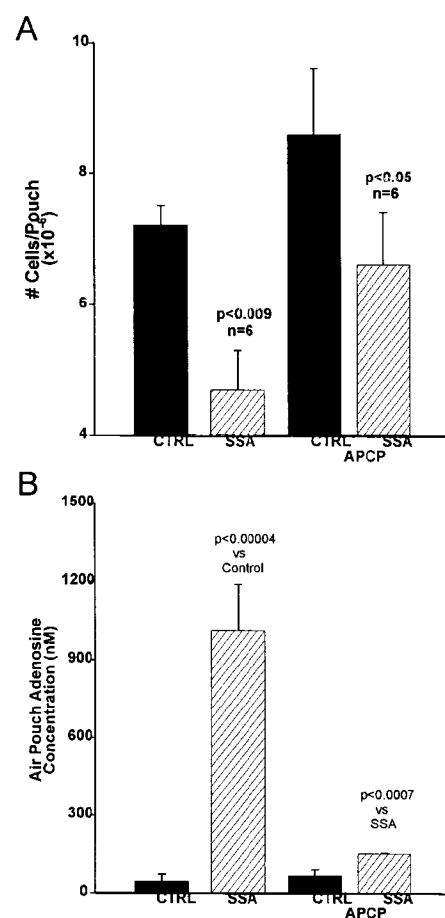 A
# Cells/Pouch
(x10⁻⁶)
10
8
6
4
p<0.009
n=6
p<0.05
n=6
CTRL SSA CTRL SSA
APCP
B
Air Pouch Adenosine
Concentration (nM)
1500
1200
900
600
300
0
p<0.00004
vs
Control
p<0.0007
vs
SSA
CTRL SSA CTRL SSA
APCP